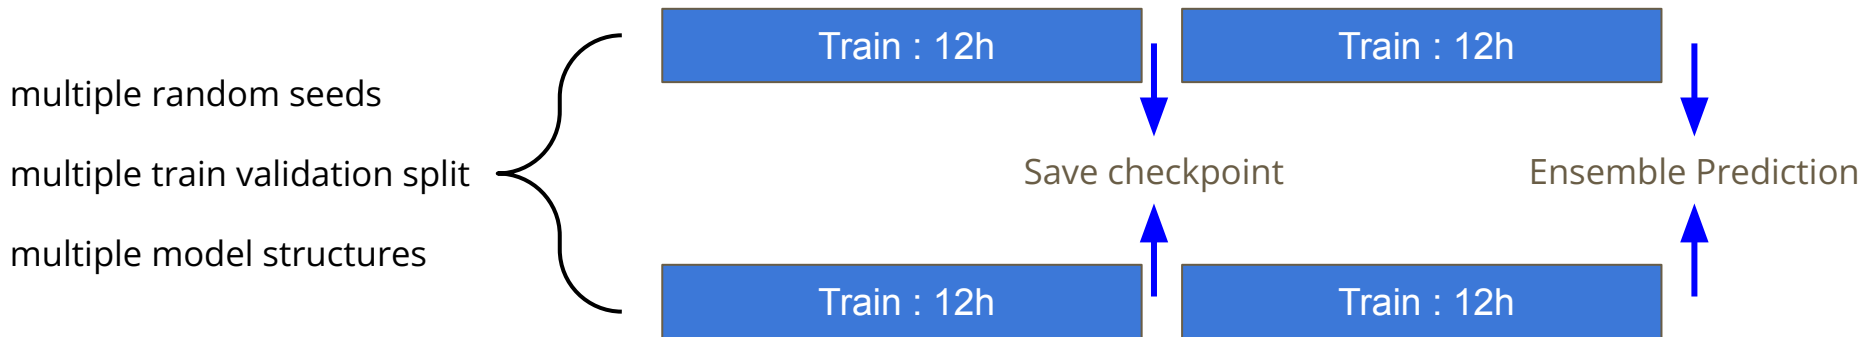 multiple random seeds
multiple train validation split
multiple model structures
Train : 12h
Train : 12h
Save checkpoint
Ensemble Prediction
Train : 12h
Train : 12h